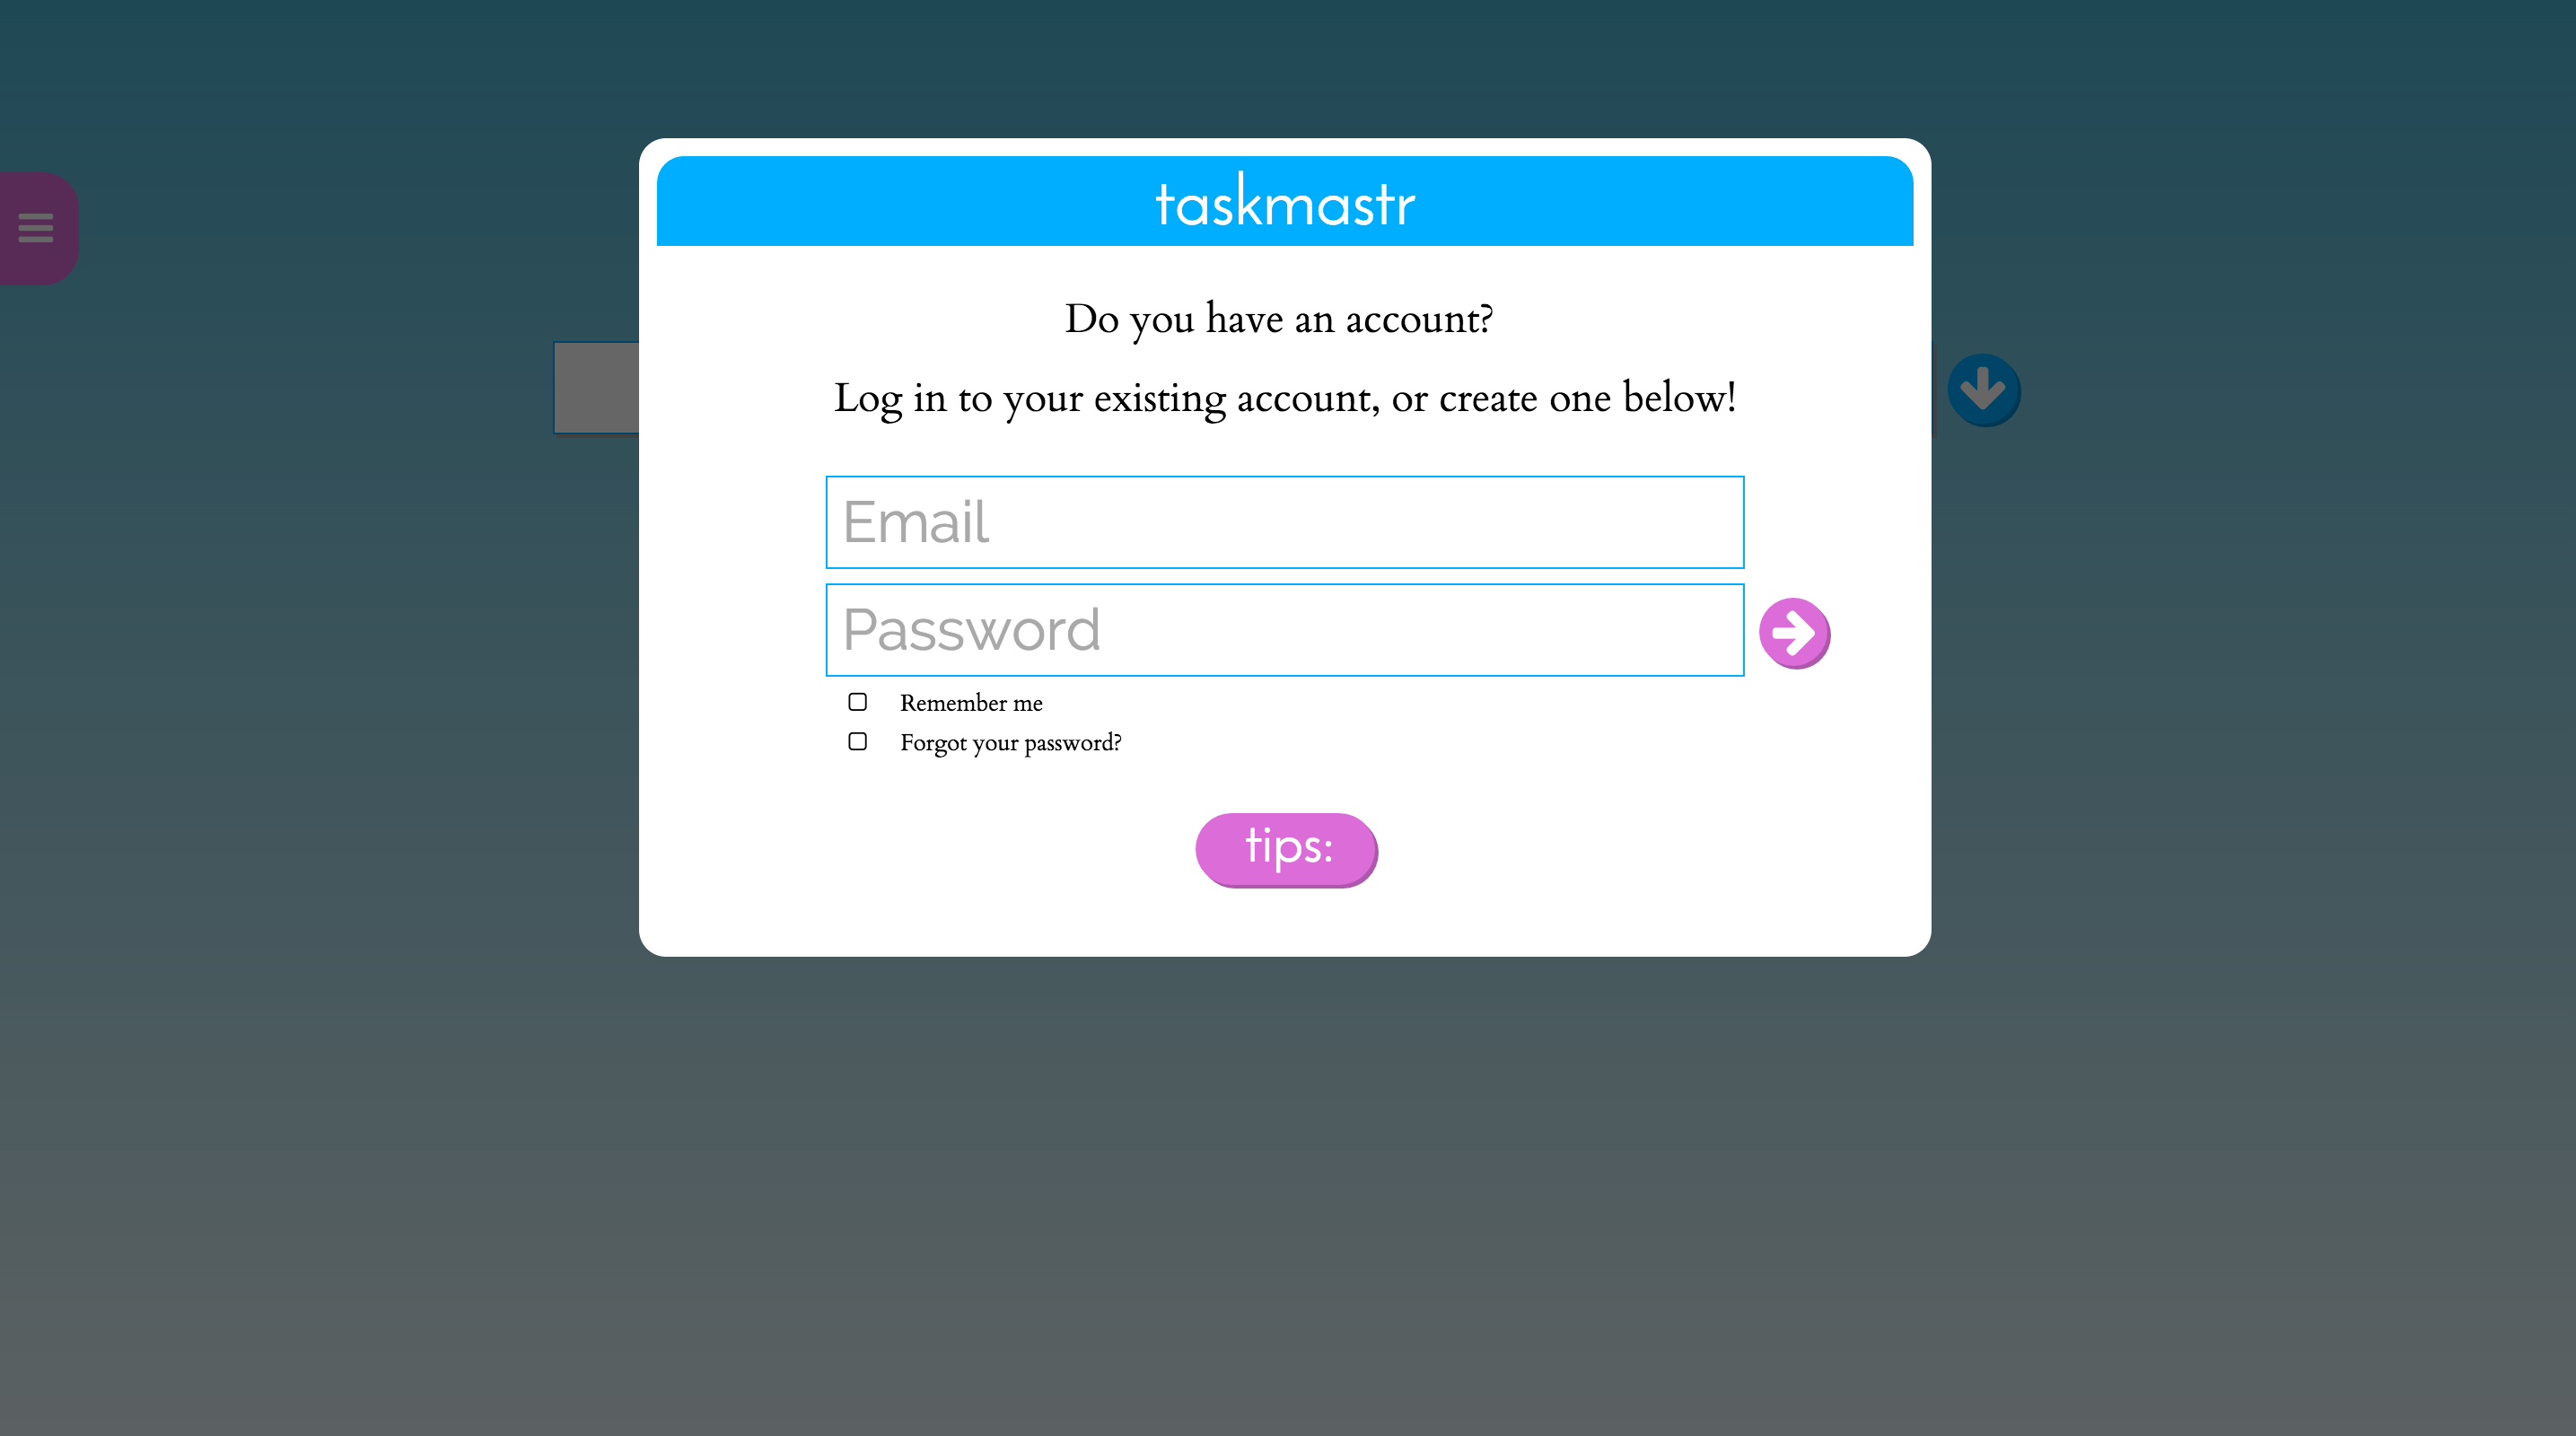 taskmastr
Do you have an account?
Log in to your existing account, or create one below!
Email
Password
Remember me
Forgot your password?
tips: